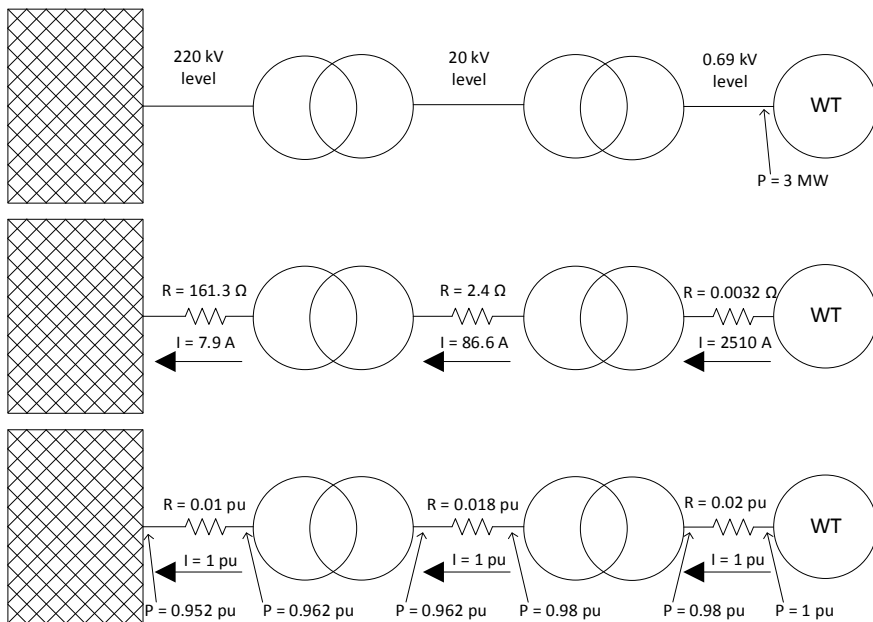 220 kV
level
20 kV
level
0.69 kV
level
WT
P = 3 MW
R = 161.3 Ω
R = 2.4 Ω
R = 0.0032 Ω
WT
I = 7.9 A
I = 86.6 A
I = 2510 A
R = 0.01 pu
R = 0.018 pu
R = 0.02 pu
WT
I = 1 pu
I = 1 pu
I = 1 pu
P = 0.952 pu
P = 0.962 pu
P = 0.962 pu
P = 0.98 pu
P = 0.98 pu
P = 1 pu